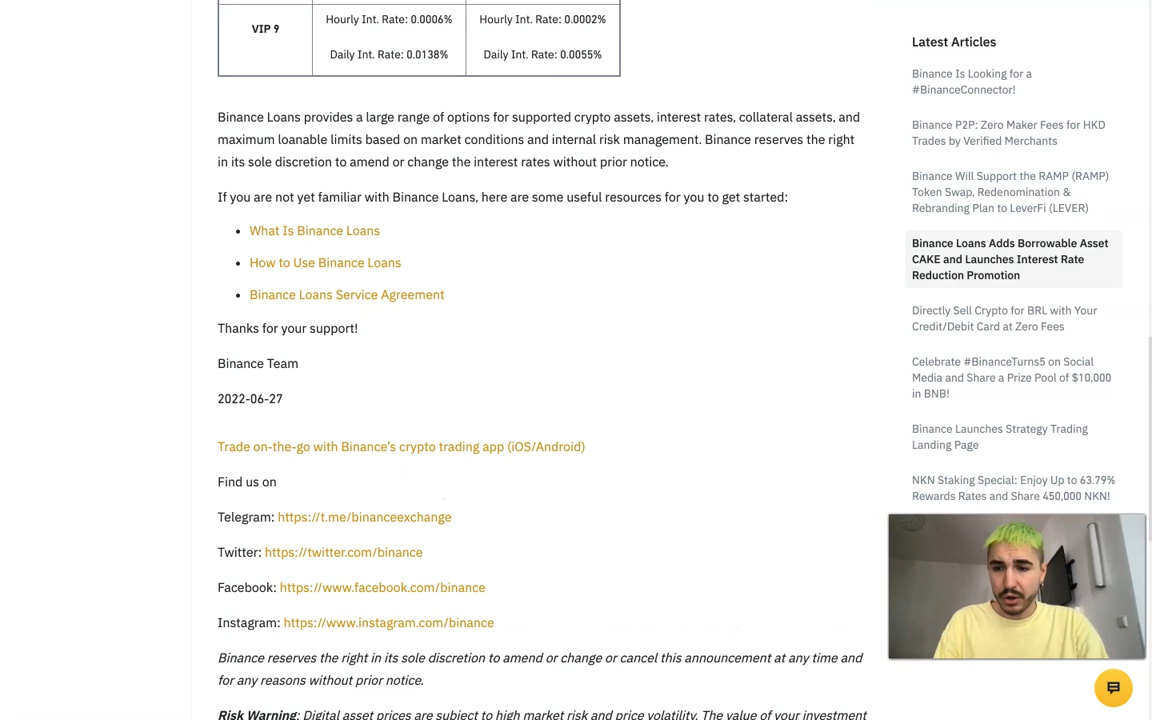 VIP 9
Hourly Int. Rate: 0.0006%
Hourly Int. Rate: 0.0002%
Daily Int. Rate: 0.0138%
Daily Int. Rate: 0.0055%
Binance Loans provides a large range of options for supported crypto assets, interest rates, collateral assets, and
maximum loanable limits based on market conditions and internal risk management. Binance reserves the right
in its sole discretion to amend or change the interest rates without prior notice.
If you are not yet familiar with Binance Loans, here are some useful resources for you to get started:
What Is Binance Loans
How to Use Binance Loans
Binance Loans Service Agreement
Thanks for your support!
Binance Team
2022-06-27
Trade on-the-go with Binance’s crypto trading app (iOS/Android)
Find us on
Telegram: https://t.me/binanceexchange
Twitter: https://twitter.com/binance
Facebook: https://www.facebook.com/binance
Instagram: https://www.instagram.com/binance
Binance reserves the right in its sole discretion to amend or change or cancel this announcement at any time and
for any reasons without prior notice.
Risk Warning: Digital asset prices are subject to high market risk and price volatility. The value of your investment
Latest Articles
Binance Is Looking for a
#BinanceConnector!
Binance P2P: Zero Maker Fees for HKD
Trades by Verified Merchants
Binance Will Support the RAMP (RAMP)
Token Swap, Redenomination &
Rebranding Plan to LeverFi (LEVER)
Binance Loans Adds Borrowable Asset
CAKE and Launches Interest Rate
Reduction Promotion
Directly Sell Crypto for BRL with Your
Credit/Debit Card at Zero Fees
Celebrate #BinanceTurns5 on Social
Media and Share a Prize Pool of $10,000
in BNB!
Binance Launches Strategy Trading
Landing Page
NKN Staking Special: Enjoy Up to 63.79%
Rewards Rates and Share 450,000 NKN!